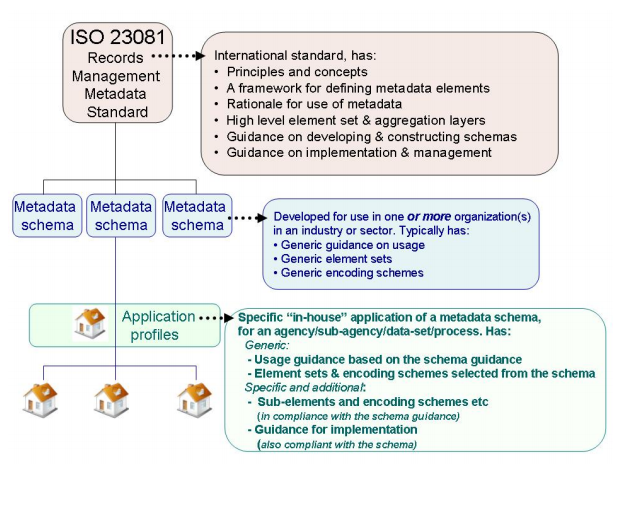 ISO 23081
Records
Management
Metadata
Standard
International standard, has:
• Principles and concepts
• A framework for defining metadata elements
• Rationale for use of metadata
• High level element set & aggregation layers
• Guidance on developing & constructing schemas
• Guidance on implementation & management
Metadata
schema
Metadata
schema
Metadata
schema
Developed for use in one or more organization(s)
in an industry or sector. Typically has:
• Generic guidance on usage
• Generic element sets
• Generic encoding schemes
Application
profiles
Specific “in-house” application of a metadata schema,
for an agency/sub-agency/data-set/process. Has:
Generic:
- Usage guidance based on the schema guidance
- Element sets & encoding schemes selected from the schema
Specific and additional:
- Sub-elements and encoding schemes etc
(in compliance with the schema guidance)
- Guidance for implementation
(also compliant with the schema)